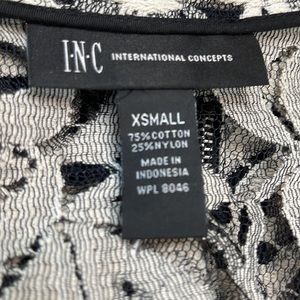 I·N·C INTERNATIONAL CONCEPTS
XSMALL
75%COTTON
25%NYLON
MADE IN
INDONESIA
WPL 8046